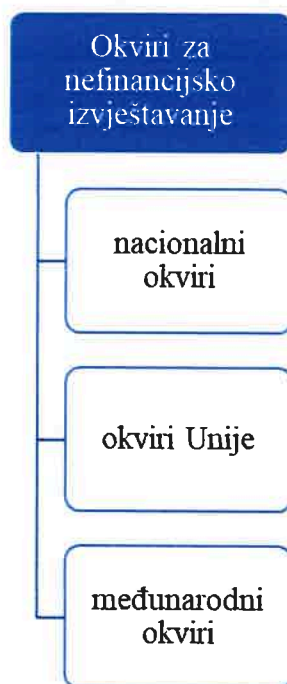 Okviri za
nefinancijsko
izvještavanje
nacionalni
okviri
okviri Unije
međunarodni
okviri